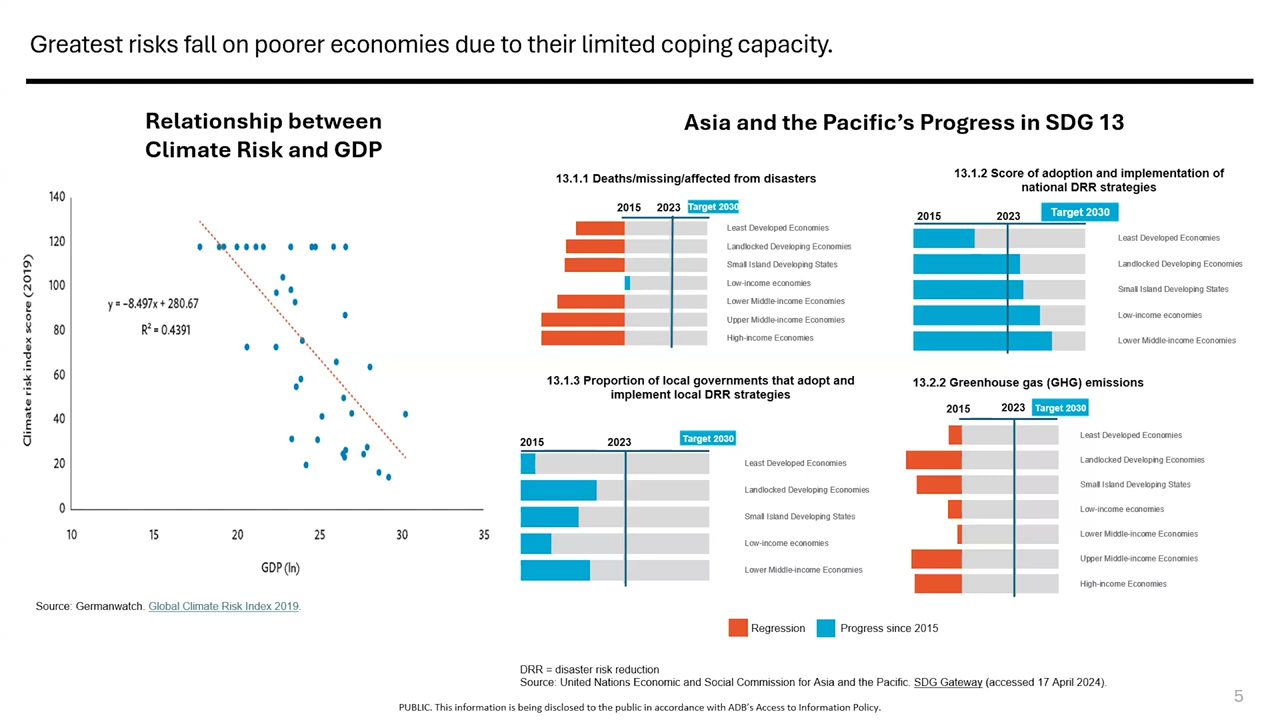 Greatest risks fall on poorer economies due to their limited coping capacity.
Relationship between
Climate Risk and GDP
140
120
100
80
60
40
20
0
Climate risk index score (2019)
y = −8.497x + 280.67
R² = 0.4391
10 15 20 25 30 35
GDP (ln)
Source: Germanwatch. Global Climate Risk Index 2019.
Asia and the Pacific’s Progress in SDG 13
13.1.1 Deaths/missing/affected from disasters
2015 2023 Target 2030
Least Developed Economies
Landlocked Developing Economies
Small Island Developing States
Low-income economies
Lower Middle-income Economies
Upper Middle-income Economies
High-income Economies
13.1.2 Score of adoption and implementation of
national DRR strategies
2015 2023 Target 2030
Least Developed Economies
Landlocked Developing Economies
Small Island Developing States
Low-income economies
Lower Middle-income Economies
13.1.3 Proportion of local governments that adopt and
implement local DRR strategies
2015 2023 Target 2030
Least Developed Economies
Landlocked Developing Economies
Small Island Developing States
Low-income economies
Lower Middle-income Economies
13.2.2 Greenhouse gas (GHG) emissions
2015 2023 Target 2030
Least Developed Economies
Landlocked Developing Economies
Small Island Developing States
Low-income economies
Lower Middle-income Economies
Upper Middle-income Economies
High-income Economies
Regression Progress since 2015
DRR = disaster risk reduction
Source: United Nations Economic and Social Commission for Asia and the Pacific. SDG Gateway (accessed 17 April 2024).
PUBLIC. This information is being disclosed to the public in accordance with ADB’s Access to Information Policy.
5